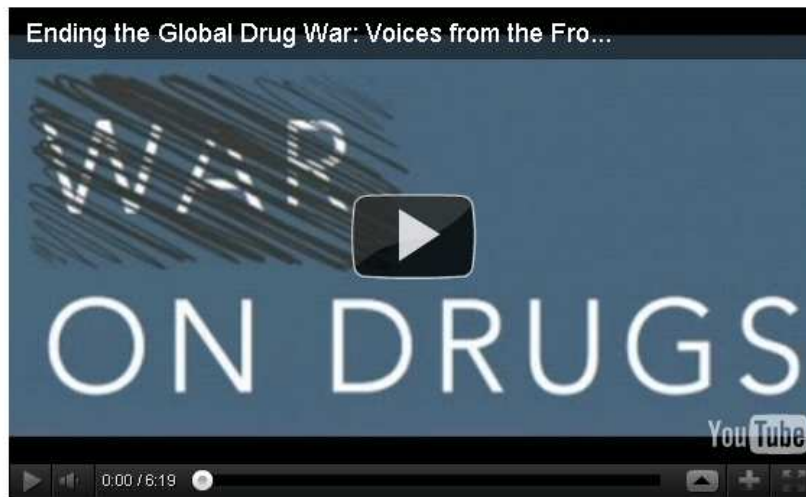 Ending the Global Drug War: Voices from the Fro...
WAR
ON DRUGS
YouTube
0:00 / 6:19